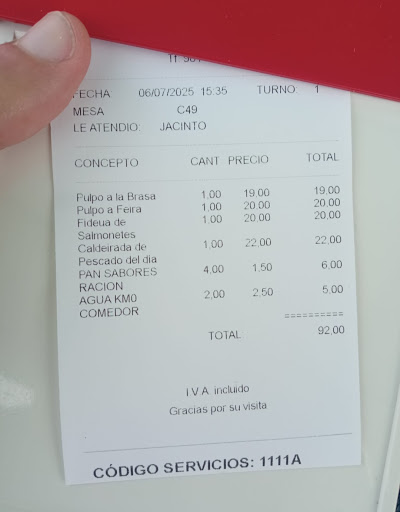 FECHA 06/07/2025 15:35 TURNO: 1
MESA C49
LE ATENDIO: JACINTO
CONCEPTO CANT PRECIO TOTAL
Pulpo a la Brasa 1,00 19,00 19,00
Pulpo a Feira 1,00 20,00 20,00
Fideua de 1,00 20,00 20,00
Salmonetes
Caldeirada de 1,00 22,00 22,00
Pescado del dia
PAN SABORES 4,00 1,50 6,00
RACION
AGUA KM0 2,00 2,50 5,00
COMEDOR
==========
TOTAL 92,00
I V A incluido
Gracias por su visita
CÓDIGO SERVICIOS: 1111A